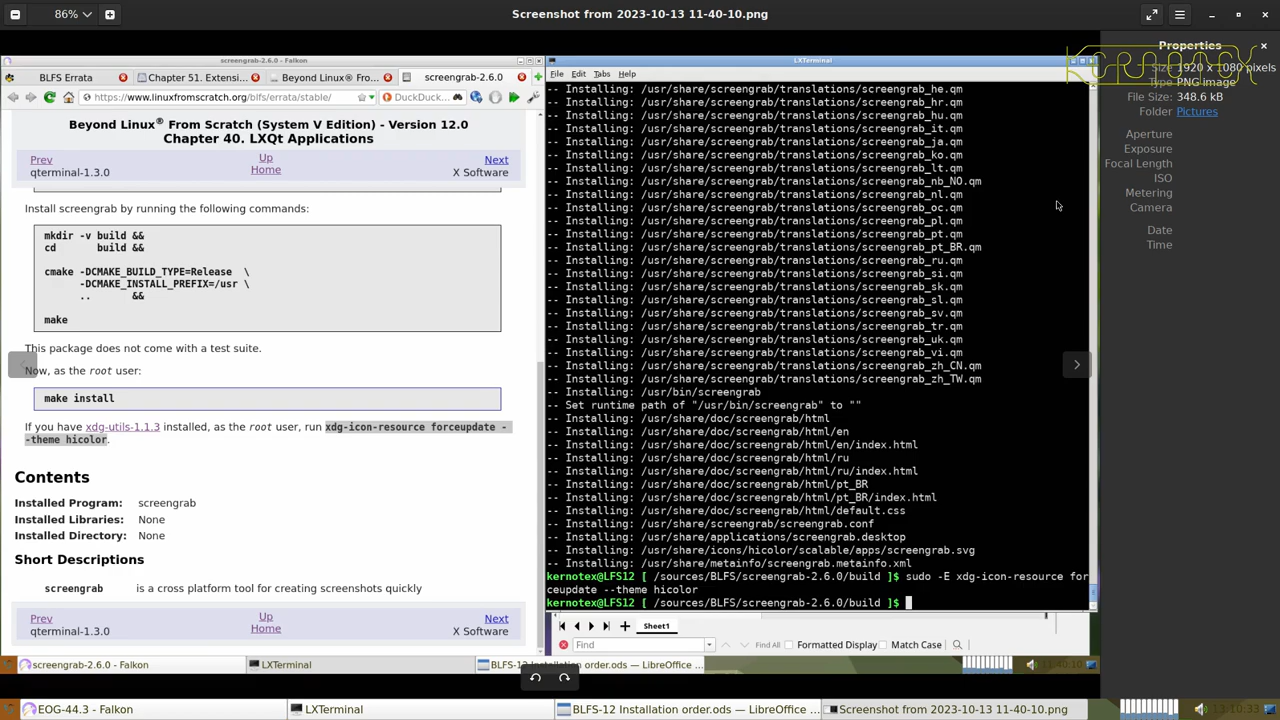 86%
Screenshot from 2023-10-13 11-40-10.png
screengrab-2.6.0 - Falkon
BLFS Errata
Chapter 51. Extensi...
Beyond Linux® Fro...
screengrab-2.6.0
https://www.linuxfromscratch.org/blfs/errata/stable/
DuckDuc...
Beyond Linux® From Scratch (System V Edition) - Version 12.0
Chapter 40. LXQt Applications
Prev
Up
Next
qterminal-1.3.0
Home
X Software
Install screengrab by running the following commands:
mkdir -v build &&
cd build &&
cmake -DCMAKE_BUILD_TYPE=Release \
-DCMAKE_INSTALL_PREFIX=/usr \
.. &&
make
This package does not come with a test suite.
Now, as the root user:
make install
If you have xdg-utils-1.1.3 installed, as the root user, run xdg-icon-resource forceupdate -
-theme hicolor.
Contents
Installed Program: screengrab
Installed Libraries: None
Installed Directory: None
Short Descriptions
screengrab is a cross platform tool for creating screenshots quickly
Prev
Up
Next
qterminal-1.3.0
Home
X Software
LXTerminal
File Edit Tabs Help
-- Installing: /usr/share/screengrab/translations/screengrab_he.qm
-- Installing: /usr/share/screengrab/translations/screengrab_hr.qm
-- Installing: /usr/share/screengrab/translations/screengrab_hu.qm
-- Installing: /usr/share/screengrab/translations/screengrab_it.qm
-- Installing: /usr/share/screengrab/translations/screengrab_ja.qm
-- Installing: /usr/share/screengrab/translations/screengrab_ko.qm
-- Installing: /usr/share/screengrab/translations/screengrab_lt.qm
-- Installing: /usr/share/screengrab/translations/screengrab_nb_NO.qm
-- Installing: /usr/share/screengrab/translations/screengrab_nl.qm
-- Installing: /usr/share/screengrab/translations/screengrab_oc.qm
-- Installing: /usr/share/screengrab/translations/screengrab_pl.qm
-- Installing: /usr/share/screengrab/translations/screengrab_pt.qm
-- Installing: /usr/share/screengrab/translations/screengrab_pt_BR.qm
-- Installing: /usr/share/screengrab/translations/screengrab_ru.qm
-- Installing: /usr/share/screengrab/translations/screengrab_si.qm
-- Installing: /usr/share/screengrab/translations/screengrab_sk.qm
-- Installing: /usr/share/screengrab/translations/screengrab_sl.qm
-- Installing: /usr/share/screengrab/translations/screengrab_sv.qm
-- Installing: /usr/share/screengrab/translations/screengrab_tr.qm
-- Installing: /usr/share/screengrab/translations/screengrab_uk.qm
-- Installing: /usr/share/screengrab/translations/screengrab_vi.qm
-- Installing: /usr/share/screengrab/translations/screengrab_zh_CN.qm
-- Installing: /usr/share/screengrab/translations/screengrab_zh_TW.qm
-- Installing: /usr/bin/screengrab
-- Set runtime path of "/usr/bin/screengrab" to ""
-- Installing: /usr/share/doc/screengrab/html
-- Installing: /usr/share/doc/screengrab/html/en
-- Installing: /usr/share/doc/screengrab/html/en/index.html
-- Installing: /usr/share/doc/screengrab/html/ru
-- Installing: /usr/share/doc/screengrab/html/ru/index.html
-- Installing: /usr/share/doc/screengrab/html/pt_BR
-- Installing: /usr/share/doc/screengrab/html/pt_BR/index.html
-- Installing: /usr/share/doc/screengrab/html/default.css
-- Installing: /usr/share/screengrab/screengrab.conf
-- Installing: /usr/share/applications/screengrab.desktop
-- Installing: /usr/share/icons/hicolor/scalable/apps/screengrab.svg
-- Installing: /usr/share/metainfo/screengrab.metainfo.xml
kernotex@LFS12 [ /sources/BLFS/screengrab-2.6.0/build ]$ sudo -E xdg-icon-resource for
ceupdate --theme hicolor
kernotex@LFS12 [ /sources/BLFS/screengrab-2.6.0/build ]$
Sheet1
Find
Find All
Formatted Display
Match Case
screengrab-2.6.0 - Falkon
LXTerminal
BLFS-12 Installation order.ods — LibreOffice ...
11:40:10
Properties
Size 1920 × 1080 pixels
Type PNG image
File Size 348.6 kB
Folder Pictures
Aperture
Exposure
Focal Length
ISO
Metering
Camera
Date
Time
EOG-44.3 - Falkon
LXTerminal
BLFS-12 Installation order.ods — LibreOffice ...
Screenshot from 2023-10-13 11-40-10.png
13:10:33